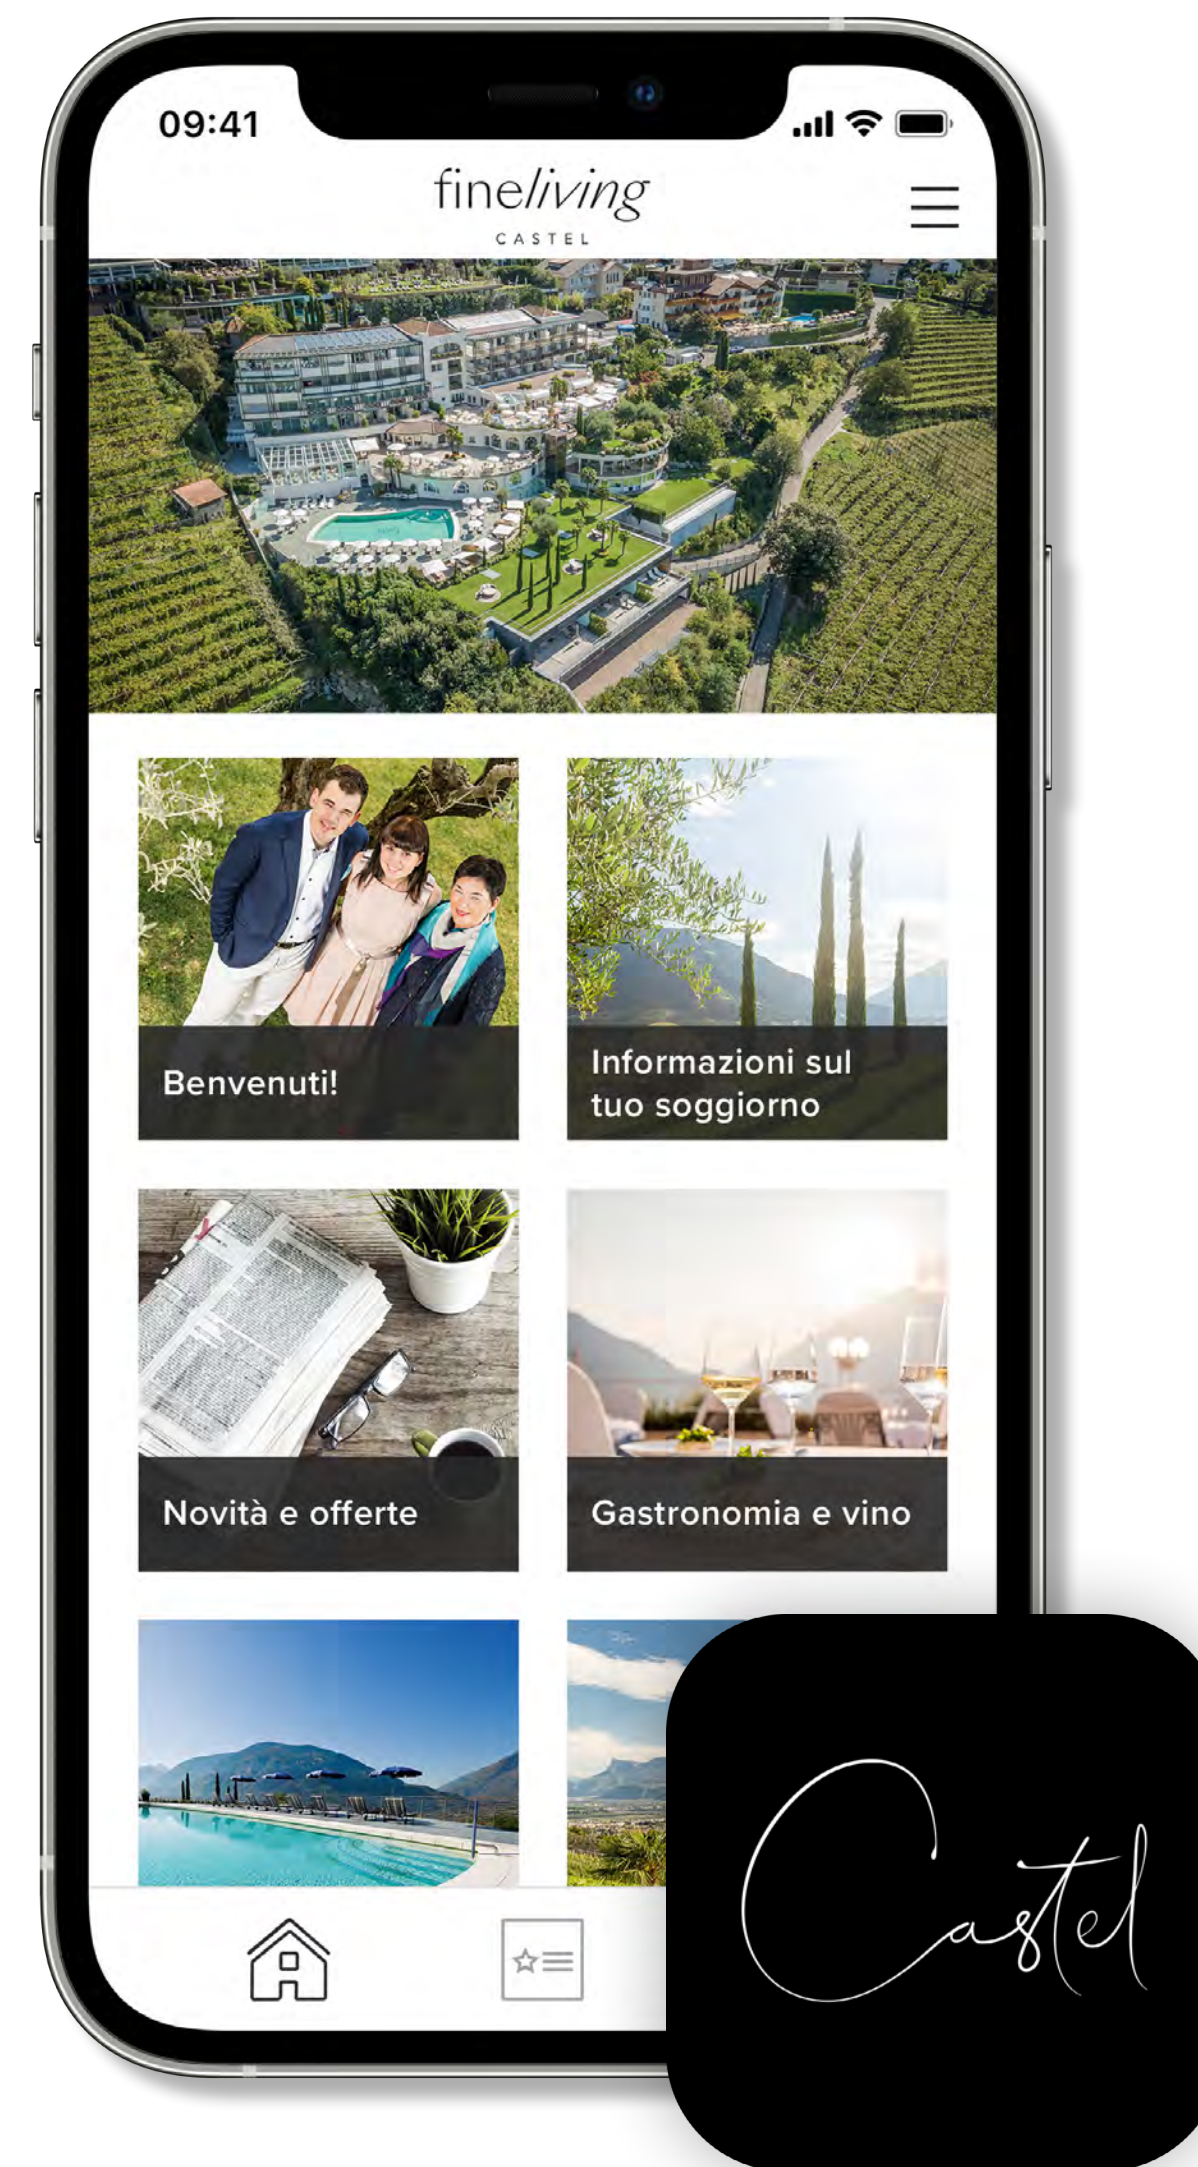 09:41
fineliving
CASTEL
Benvenuti!
Informazioni sul
tuo soggiorno
Novità e offerte
Gastronomia e vino
Castel